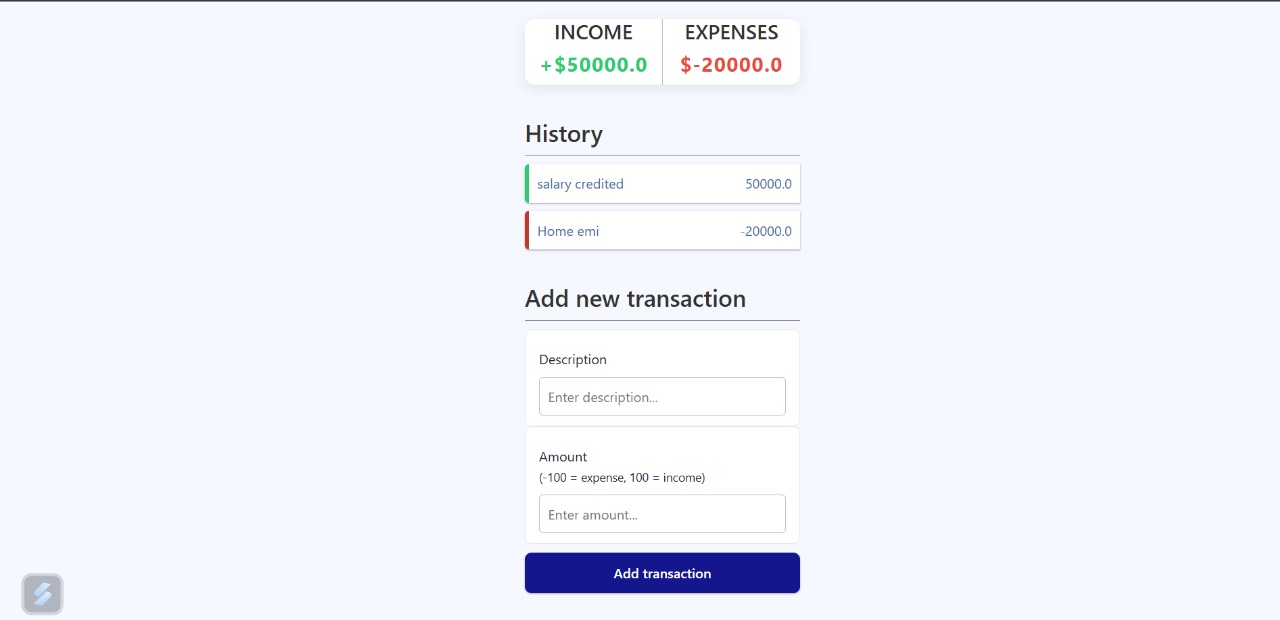 INCOME EXPENSES
+$50000.0 $-20000.0
History
salary credited 50000.0
Home emi -20000.0
Add new transaction
Description
Enter description...
Amount
(-100 = expense, 100 = income)
Enter amount...
Add transaction